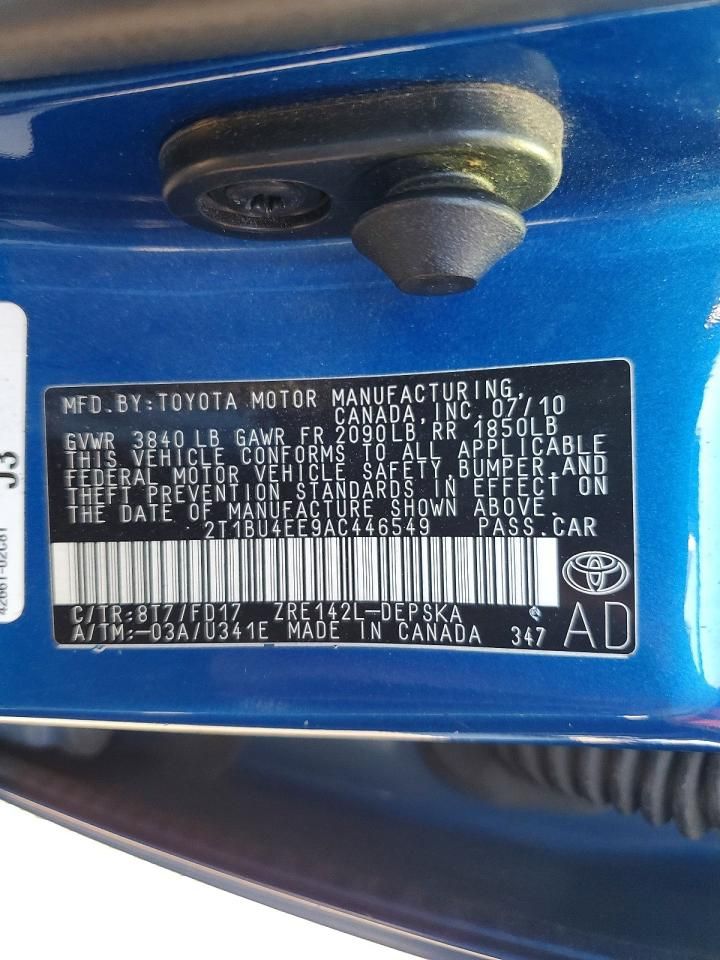 MFD.BY:TOYOTA MOTOR MANUFACTURING,
CANADA,INC. 07/10
GVWR 3840 LB GAWR FR 2090LB RR 1850LB
THIS VEHICLE CONFORMS TO ALL APPLICABLE
FEDERAL MOTOR VEHICLE SAFETY, BUMPER, AND
THEFT PREVENTION STANDARDS IN EFFECT ON
THE DATE OF MANUFACTURE SHOWN ABOVE.
2T1BU4EE9AC446549 PASS.CAR
C/TR:8T7/FD17 ZRE142L-DEPSKA
A/TM:-03A/U341E MADE IN CANADA 347
AD
J3
42661-02C81